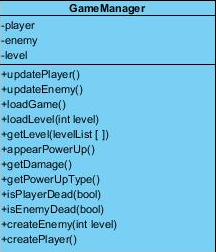 GameManager
-player
-enemy
-level
+updatePlayer()
+updateEnemy()
+loadGame()
+loadLevel(int level)
+getLevel(levelList [ ])
+appearPowerUp()
+getDamage()
+getPowerUpType()
+isPlayerDead(bool)
+isEnemyDead(bool)
+createEnemy(int level)
+createPlayer()